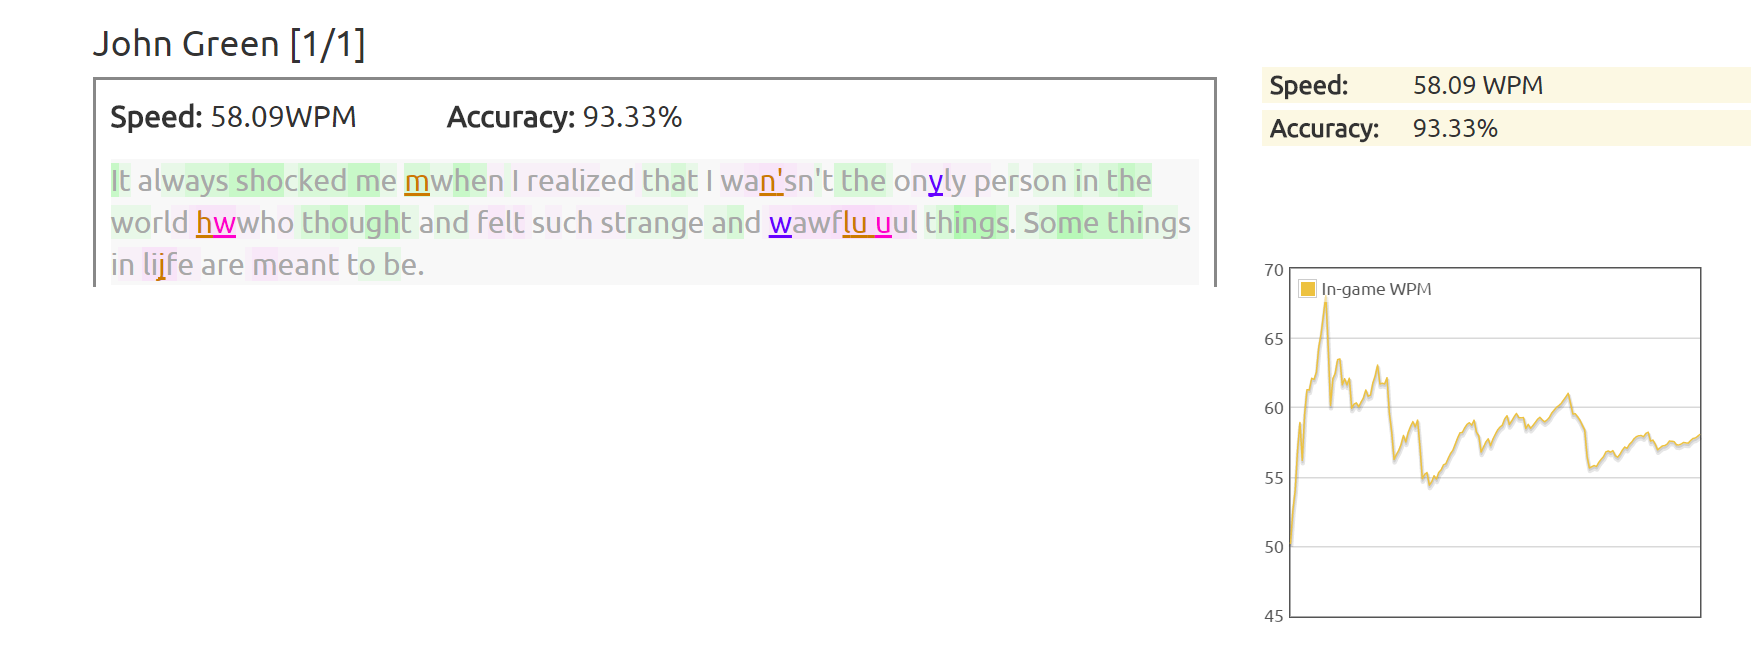 John Green [1/1]
Speed: 58.09WPM Accuracy: 93.33%
It always shocked me mwhen I realized that I wan'sn't the onyly person in the
world hwwho thought and felt such strange and wawflu uul things. Some things
in lijfe are meant to be.
Speed: 58.09 WPM
Accuracy: 93.33%
In-game WPM
70
65
60
55
50
45